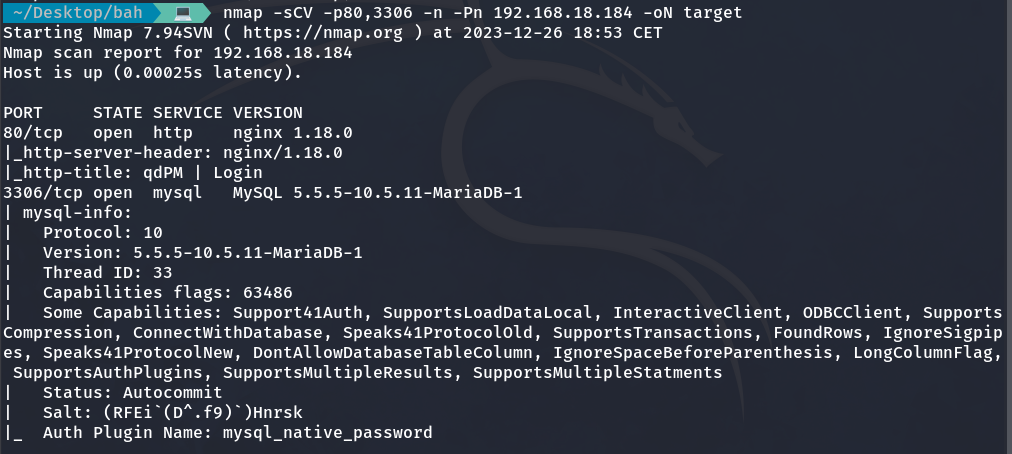 ~/Desktop/bah nmap -sCV -p80,3306 -n -Pn 192.168.18.184 -oN target
Starting Nmap 7.94SVN ( https://nmap.org ) at 2023-12-26 18:53 CET
Nmap scan report for 192.168.18.184
Host is up (0.00025s latency).
PORT     STATE SERVICE VERSION
80/tcp   open  http    nginx 1.18.0
|_http-server-header: nginx/1.18.0
|_http-title: qdPM | Login
3306/tcp open  mysql   MySQL 5.5.5-10.5.11-MariaDB-1
| mysql-info:
|   Protocol: 10
|   Version: 5.5.5-10.5.11-MariaDB-1
|   Thread ID: 33
|   Capabilities flags: 63486
|   Some Capabilities: Support41Auth, SupportsLoadDataLocal, InteractiveClient, ODBCClient, Supports
Compression, ConnectWithDatabase, Speaks41ProtocolOld, SupportsTransactions, FoundRows, IgnoreSigpip
es, Speaks41ProtocolNew, DontAllowDatabaseTableColumn, IgnoreSpaceBeforeParenthesis, LongColumnFlag,
 SupportsAuthPlugins, SupportsMultipleResults, SupportsMultipleStatments
|   Status: Autocommit
|   Salt: (RFEi`(D^.f9)`)Hnrsk
|_  Auth Plugin Name: mysql_native_password